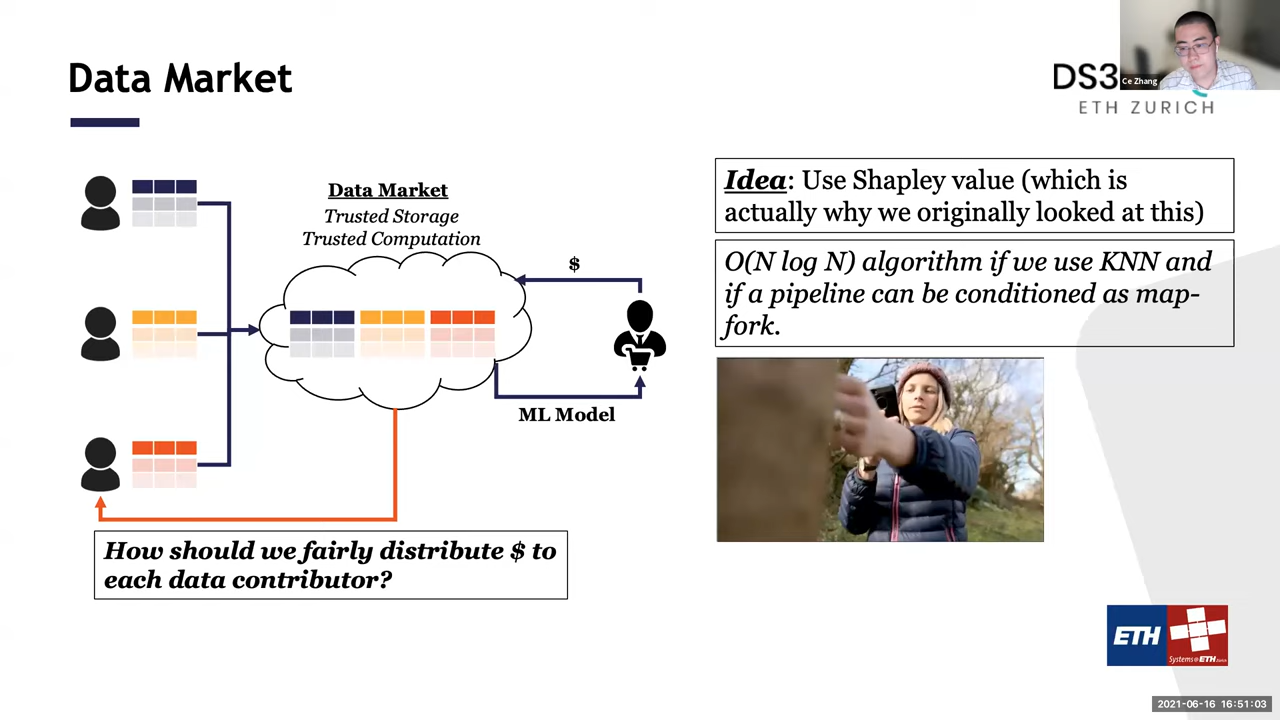 Data Market
DS3
ETH ZURICH
Ce Zhang
Data Market
Trusted Storage
Trusted Computation
$
ML Model
How should we fairly distribute $ to
each data contributor?
Idea: Use Shapley value (which is
actually why we originally looked at this)
O(N log N) algorithm if we use KNN and
if a pipeline can be conditioned as map-
fork.
ETH
Systems@ETH Zürich
2021-06-16 16:51:03